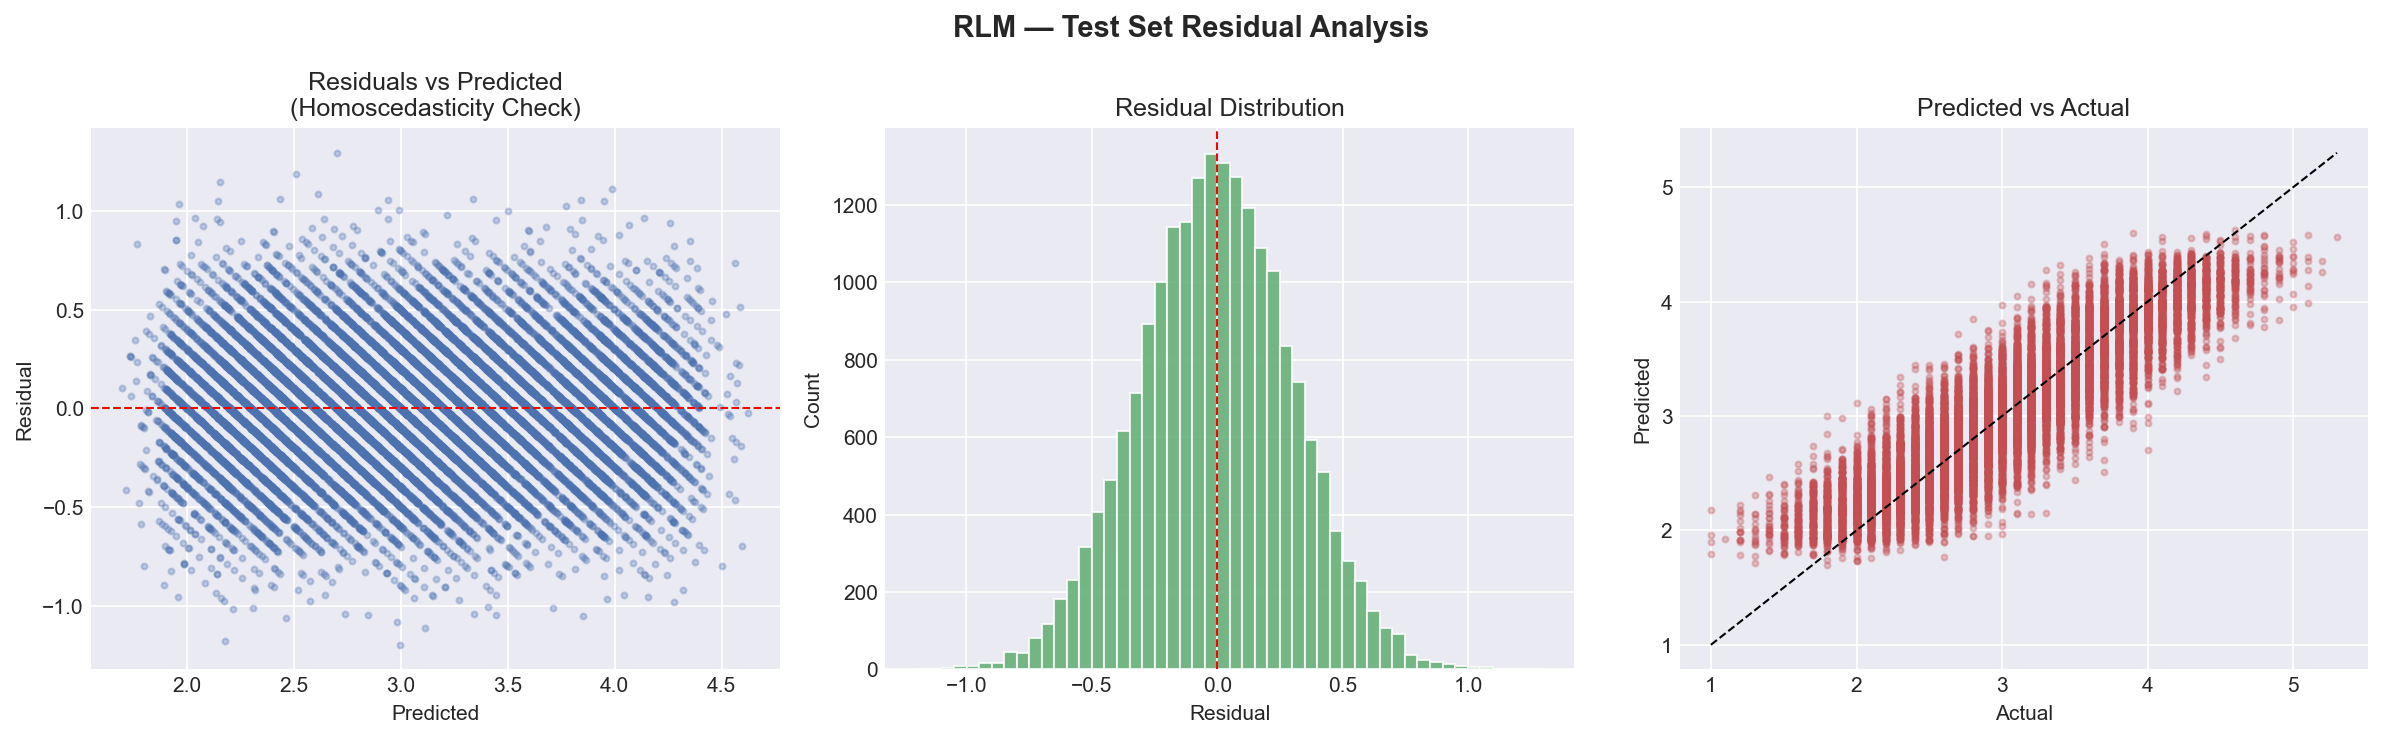 RLM — Test Set Residual Analysis
Residuals vs Predicted
(Homoscedasticity Check)
1.0
0.5
0.0
−0.5
−1.0
Residual
2.0 2.5 3.0 3.5 4.0 4.5
Predicted
Residual Distribution
1200
1000
800
600
400
200
0
Count
−1.0 −0.5 0.0 0.5 1.0
Residual
Predicted vs Actual
5
4
3
2
1
Predicted
1 2 3 4 5
Actual